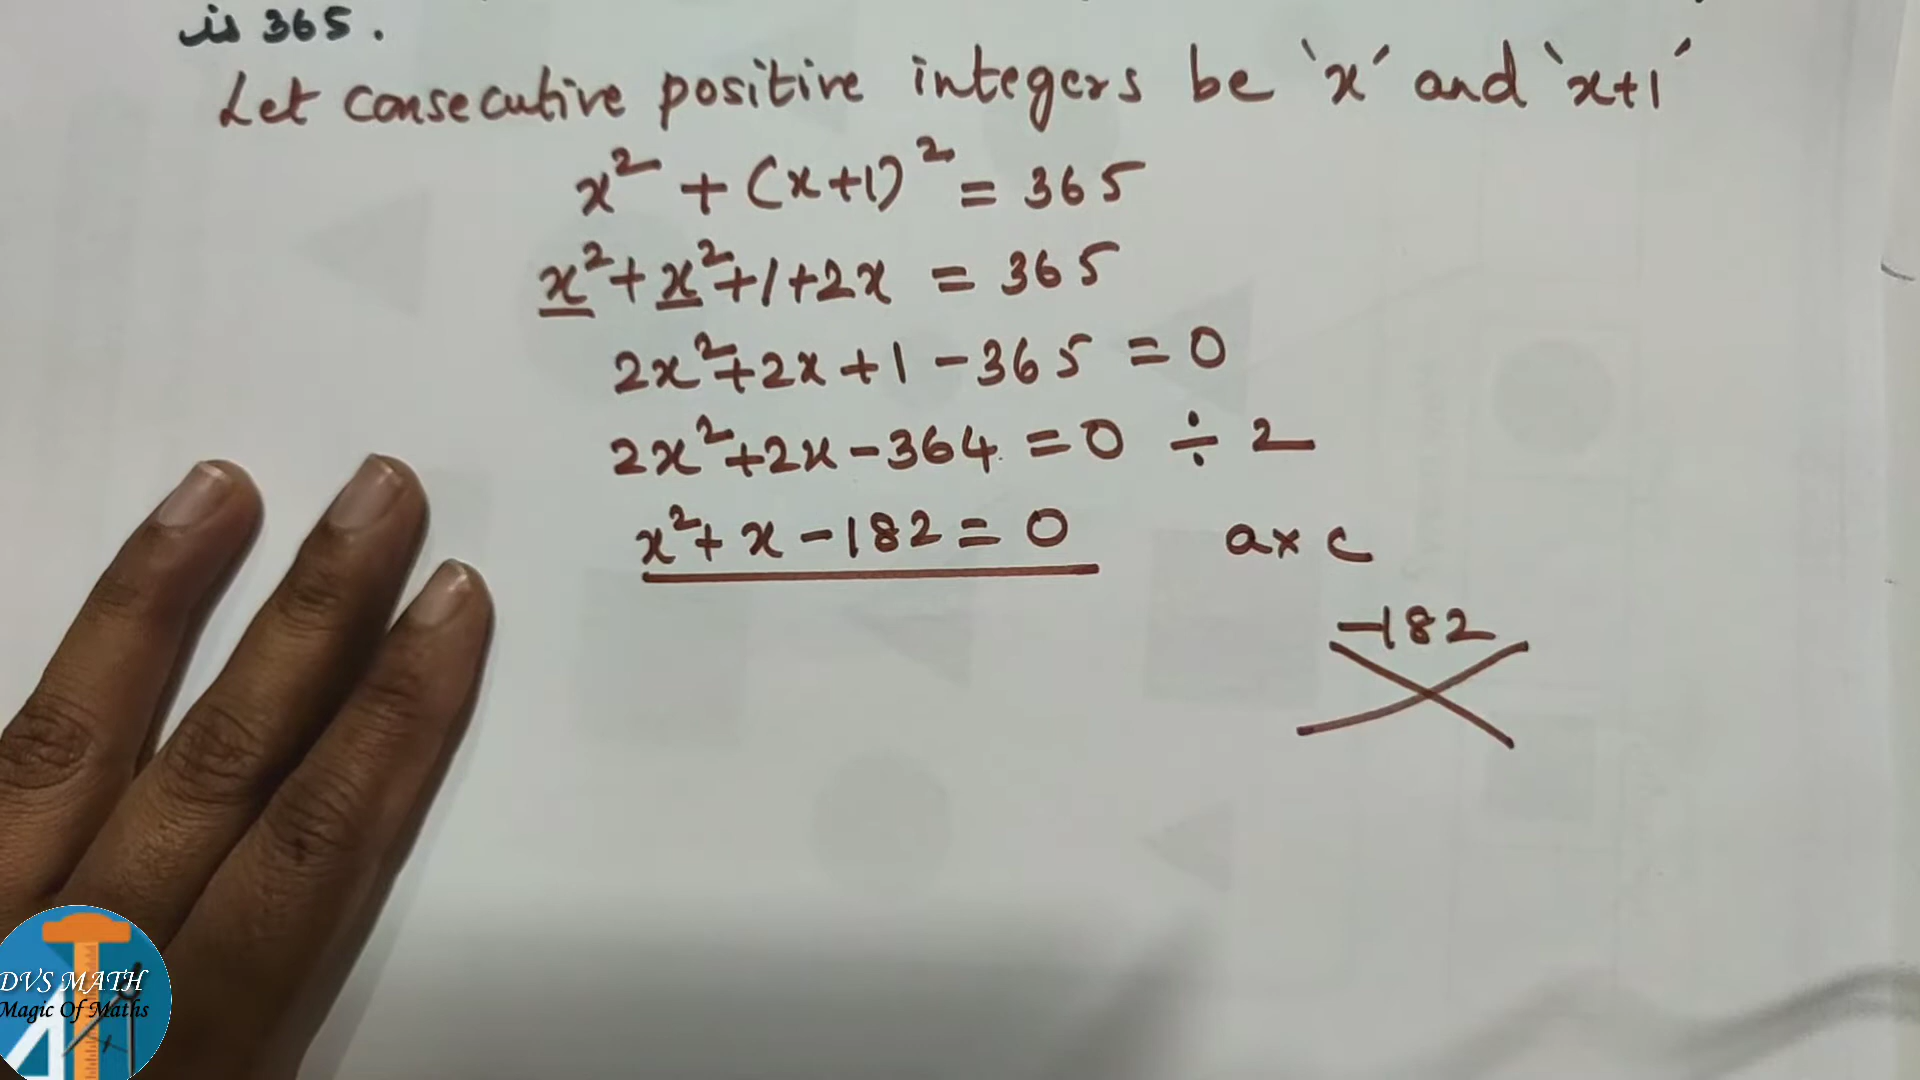 is 365.
Let consecutive positive integers be 'x' and 'x+1'
x² + (x+1)² = 365
x² + x² + 1 + 2x = 365
2x² + 2x + 1 - 365 = 0
2x² + 2x - 364 = 0 ÷ 2
x² + x - 182 = 0 a x c
-182
DVS MATH
Magic Of Maths